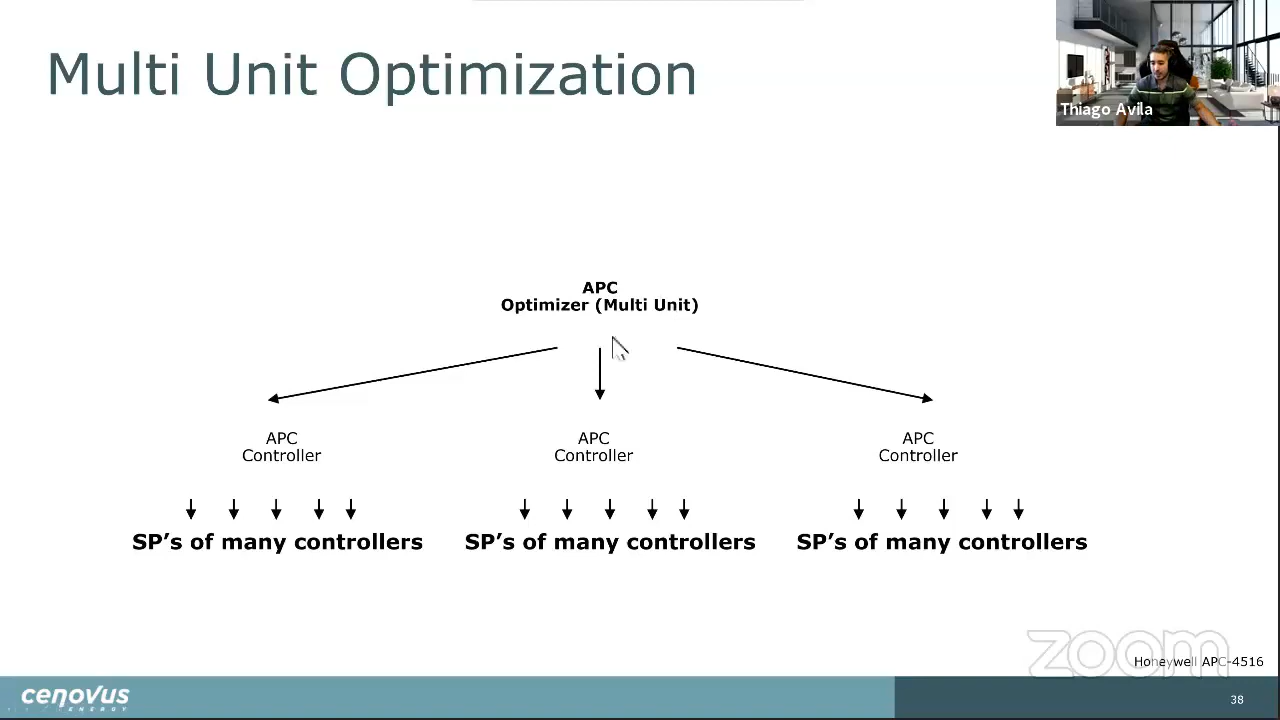 Multi Unit Optimization
Thiago Avila
APC
Optimizer (Multi Unit)
APC
Controller
APC
Controller
APC
Controller
SP’s of many controllers
SP’s of many controllers
SP’s of many controllers
zoom
Honeywell APC-4516
cenovus
ENERGY
38